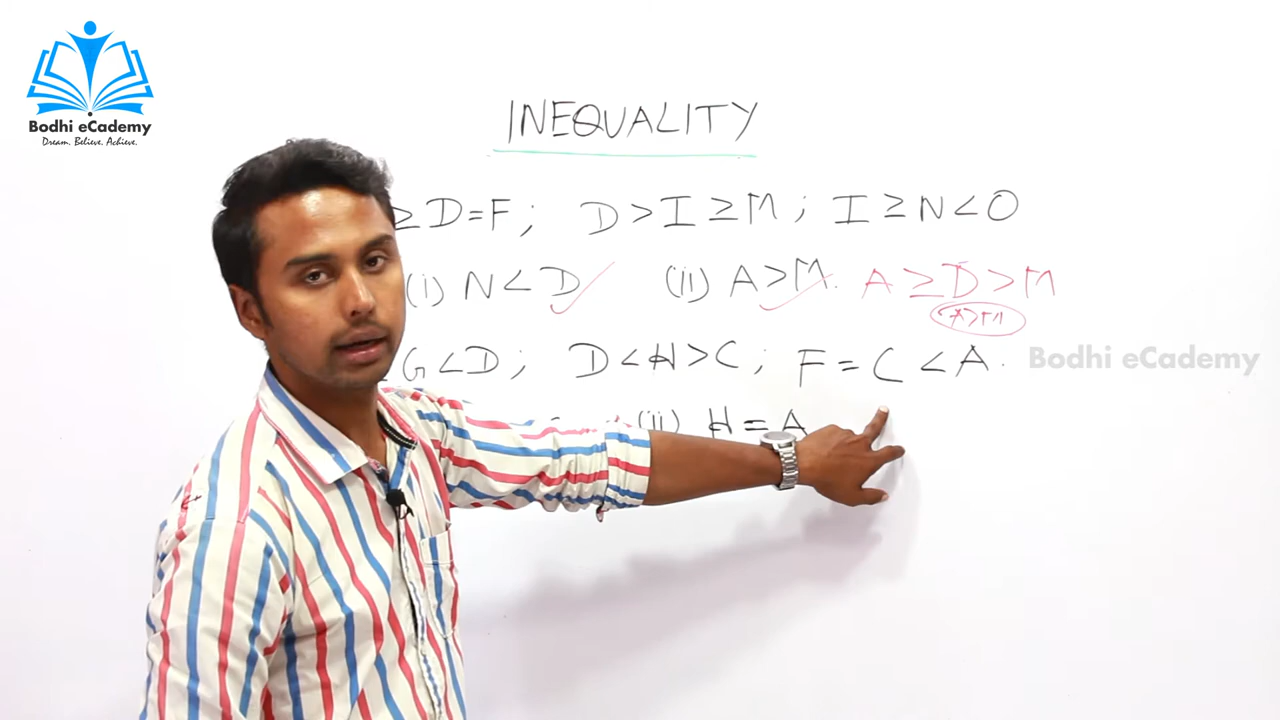 Bodhi eCademy
Dream. Believe. Achieve.
INEQUALITY
≥ D = F ; D > I ≥ M ; I ≥ N < O
(i) N < D ✓ (ii) A > M ✓. A ≥ D > M
A > M
G < D ; D < H > C ; F = C < A .
Bodhi eCademy
(ii) H = A